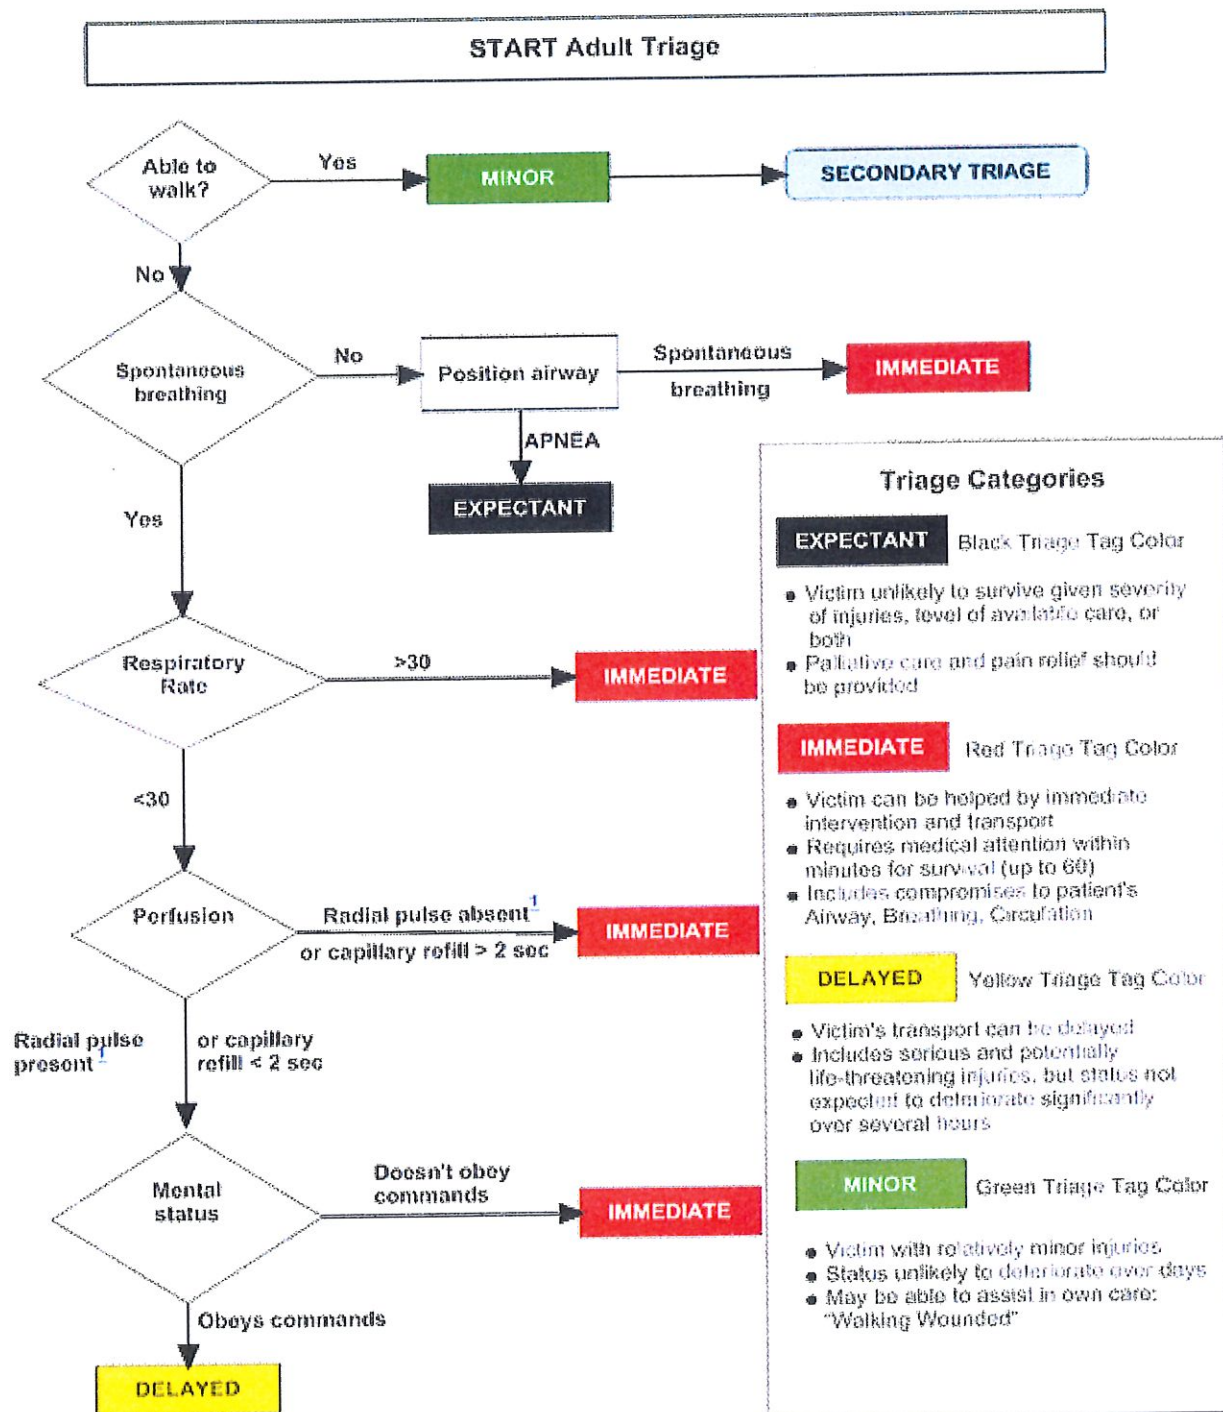 START Adult Triage
Able to
walk?
Yes
MINOR
SECONDARY TRIAGE
No
Spontaneous
breathing
No
Position airway
Spontaneous
breathing
IMMEDIATE
APNEA
EXPECTANT
Yes
Respiratory
Rate
>30
IMMEDIATE
<30
Perfusion
Radial pulse absent1
or capillary refill > 2 sec
IMMEDIATE
Radial pulse
present1
or capillary
refill < 2 sec
Mental
status
Doesn't obey
commands
IMMEDIATE
Obeys commands
DELAYED
Triage Categories
EXPECTANT Black Triage Tag Color
• Victim unlikely to survive given severity
of injuries, level of available care, or
both
• Palliative care and pain relief should
be provided
IMMEDIATE Red Triage Tag Color
• Victim can be helped by immediate
intervention and transport
• Requires medical attention within
minutes for survival (up to 60)
• Includes compromises to patient's
Airway, Breathing, Circulation
DELAYED Yellow Triage Tag Color
• Victim's transport can be delayed
• Includes serious and potentially
life-threatening injuries, but status not
expected to deteriorate significantly
over several hours
MINOR Green Triage Tag Color
• Victim with relatively minor injuries
• Status unlikely to deteriorate over days
• May be able to assist in own care:
"Walking Wounded"